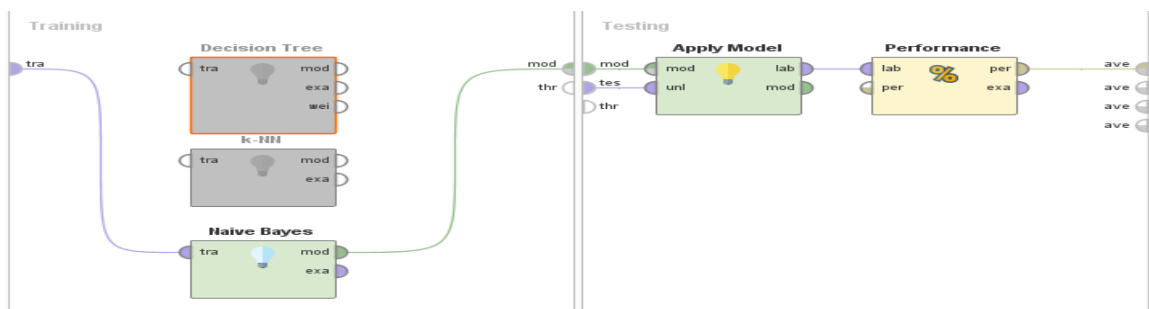 Training
tra
Decision Tree
tra mod
exa
wei
k-NN
tra mod
exa
Naive Bayes
tra mod
exa
mod
thr
Testing
mod
tes
thr
Apply Model
mod lab
unl mod
Performance
%
lab per
per exa
ave
ave
ave
ave